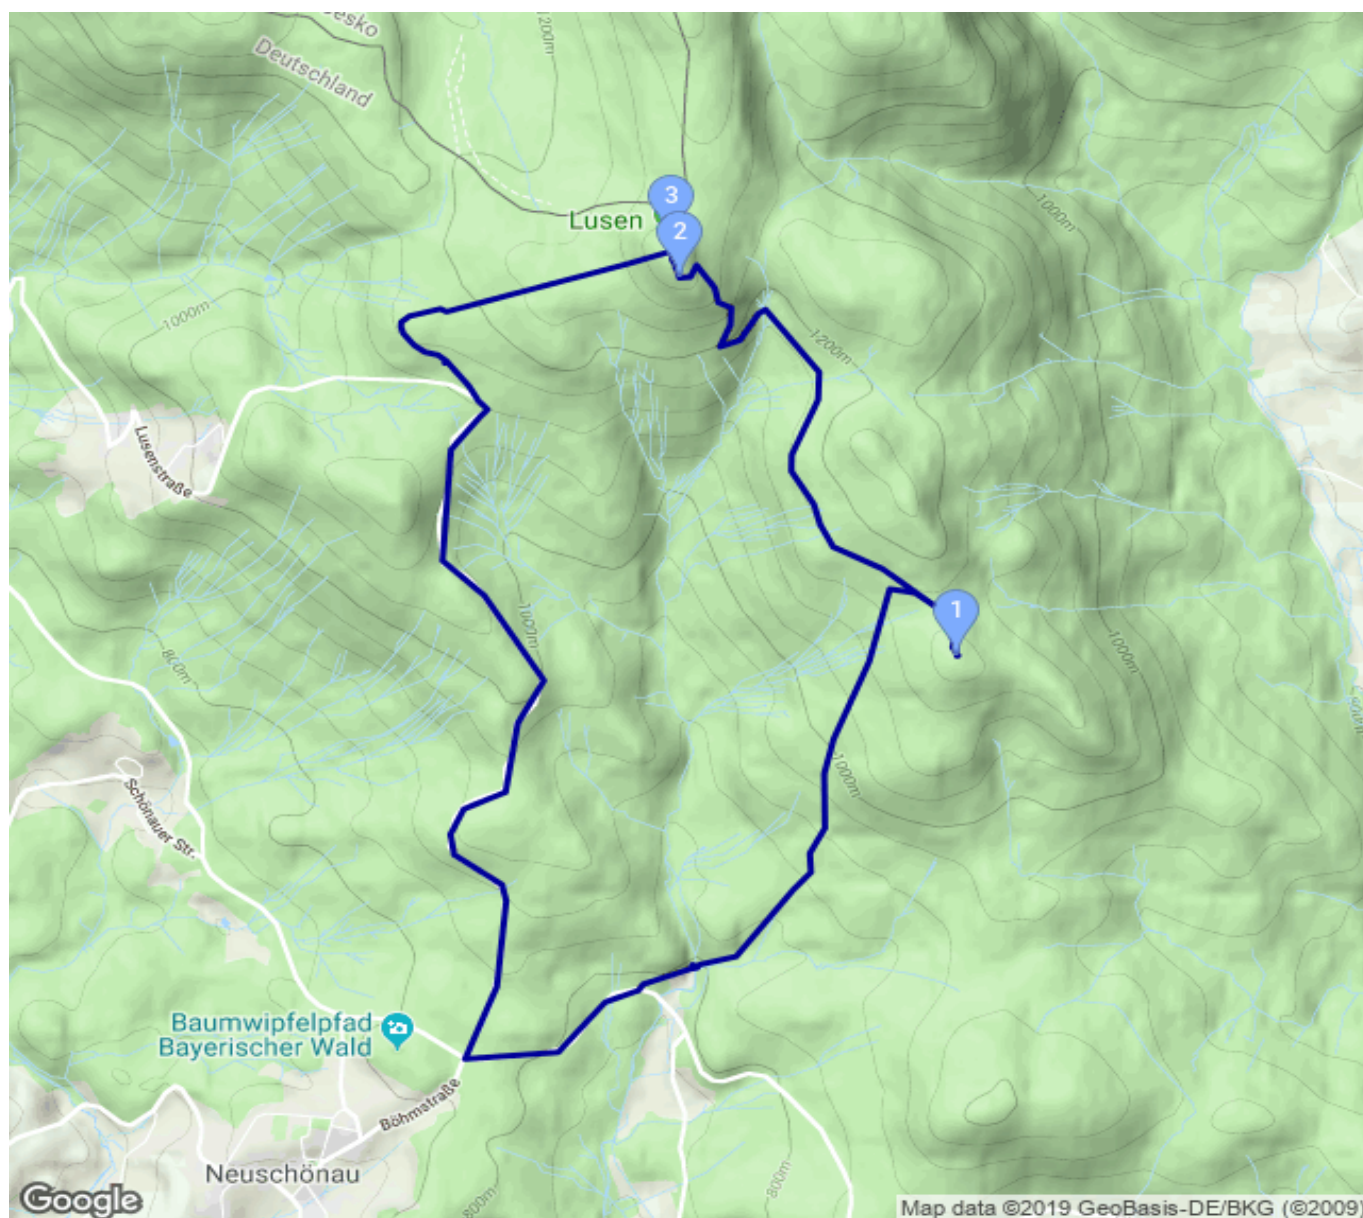 Česko
1200m
Deutschland
3
Lusen
2
1000m
1000m
1200m
Lusenstraße
1
1000m
1000m
800m
1000m
Schönauer Str.
Baumwipfelpfad
Bayerischer Wald
Böhmstraße
Neuschönau
800m
800m
Google
Map data ©2019 GeoBasis-DE/BKG (©2009)